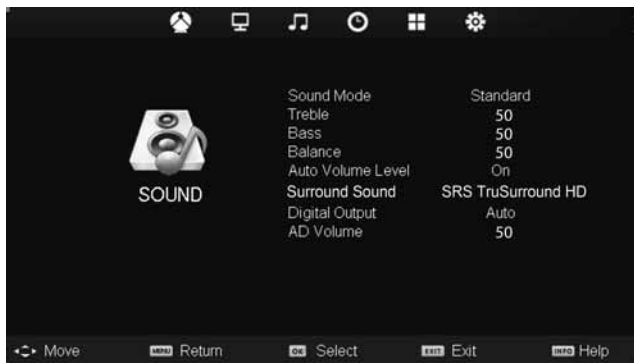 Sound Mode Standard
Treble 50
Bass 50
Balance 50
Auto Volume Level On
Surround Sound SRS TruSurround HD
Digital Output Auto
AD Volume 50
SOUND
Move MENU Return OK Select EXIT Exit INFO Help